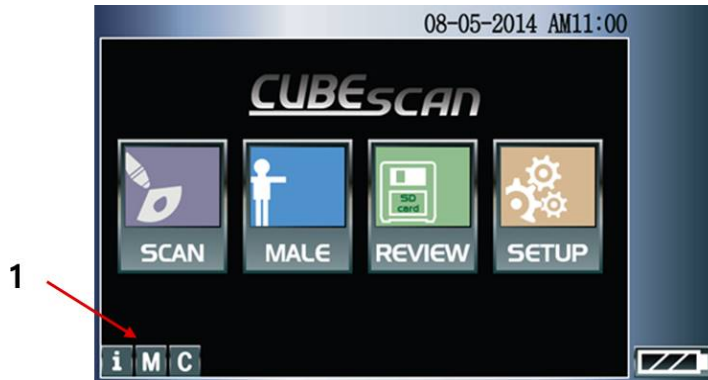 08-05-2014 AM11:00
CUBEscan
SD
card
SCAN MALE REVIEW SETUP
1
i M C